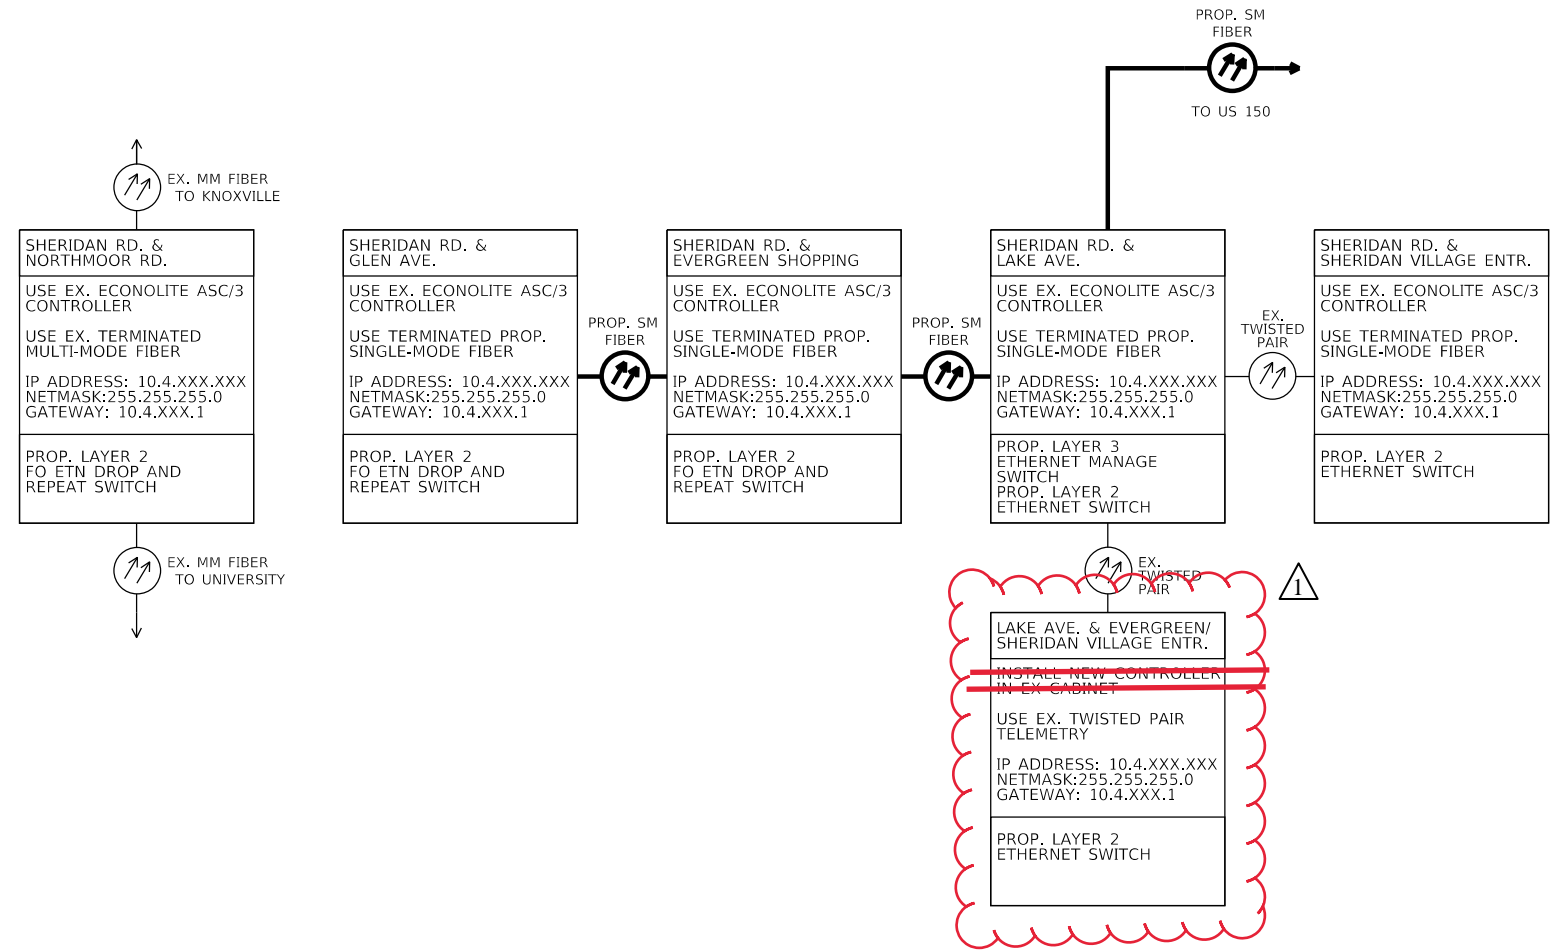 PROP. SM
FIBER
TO US 150
EX. MM FIBER
TO KNOXVILLE
SHERIDAN RD. &
NORTHMOOR RD.
USE EX. ECONOLITE ASC/3
CONTROLLER
USE EX. TERMINATED
MULTI-MODE FIBER
IP ADDRESS: 10.4.XXX.XXX
NETMASK:255.255.255.0
GATEWAY: 10.4.XXX.1
PROP. LAYER 2
FO ETN DROP AND
REPEAT SWITCH
EX. MM FIBER
TO UNIVERSITY
SHERIDAN RD. &
GLEN AVE.
USE EX. ECONOLITE ASC/3
CONTROLLER
USE TERMINATED PROP.
SINGLE-MODE FIBER
IP ADDRESS: 10.4.XXX.XXX
NETMASK:255.255.255.0
GATEWAY: 10.4.XXX.1
PROP. LAYER 2
FO ETN DROP AND
REPEAT SWITCH
PROP. SM
FIBER
SHERIDAN RD. &
EVERGREEN SHOPPING
USE EX. ECONOLITE ASC/3
CONTROLLER
USE TERMINATED PROP.
SINGLE-MODE FIBER
IP ADDRESS: 10.4.XXX.XXX
NETMASK:255.255.255.0
GATEWAY: 10.4.XXX.1
PROP. LAYER 2
FO ETN DROP AND
REPEAT SWITCH
PROP. SM
FIBER
SHERIDAN RD. &
LAKE AVE.
USE EX. ECONOLITE ASC/3
CONTROLLER
USE TERMINATED PROP.
SINGLE-MODE FIBER
IP ADDRESS: 10.4.XXX.XXX
NETMASK:255.255.255.0
GATEWAY: 10.4.XXX.1
PROP. LAYER 3
ETHERNET MANAGE
SWITCH
PROP. LAYER 2
ETHERNET SWITCH
EX.
TWISTED
PAIR
SHERIDAN RD. &
SHERIDAN VILLAGE ENTR.
USE EX. ECONOLITE ASC/3
CONTROLLER
USE TERMINATED PROP.
SINGLE-MODE FIBER
IP ADDRESS: 10.4.XXX.XXX
NETMASK:255.255.255.0
GATEWAY: 10.4.XXX.1
PROP. LAYER 2
ETHERNET SWITCH
EX.
TWISTED
PAIR
1
LAKE AVE. & EVERGREEN/
SHERIDAN VILLAGE ENTR.
INSTALL NEW CONTROLLER
IN EX CABINET
USE EX. TWISTED PAIR
TELEMETRY
IP ADDRESS: 10.4.XXX.XXX
NETMASK:255.255.255.0
GATEWAY: 10.4.XXX.1
PROP. LAYER 2
ETHERNET SWITCH